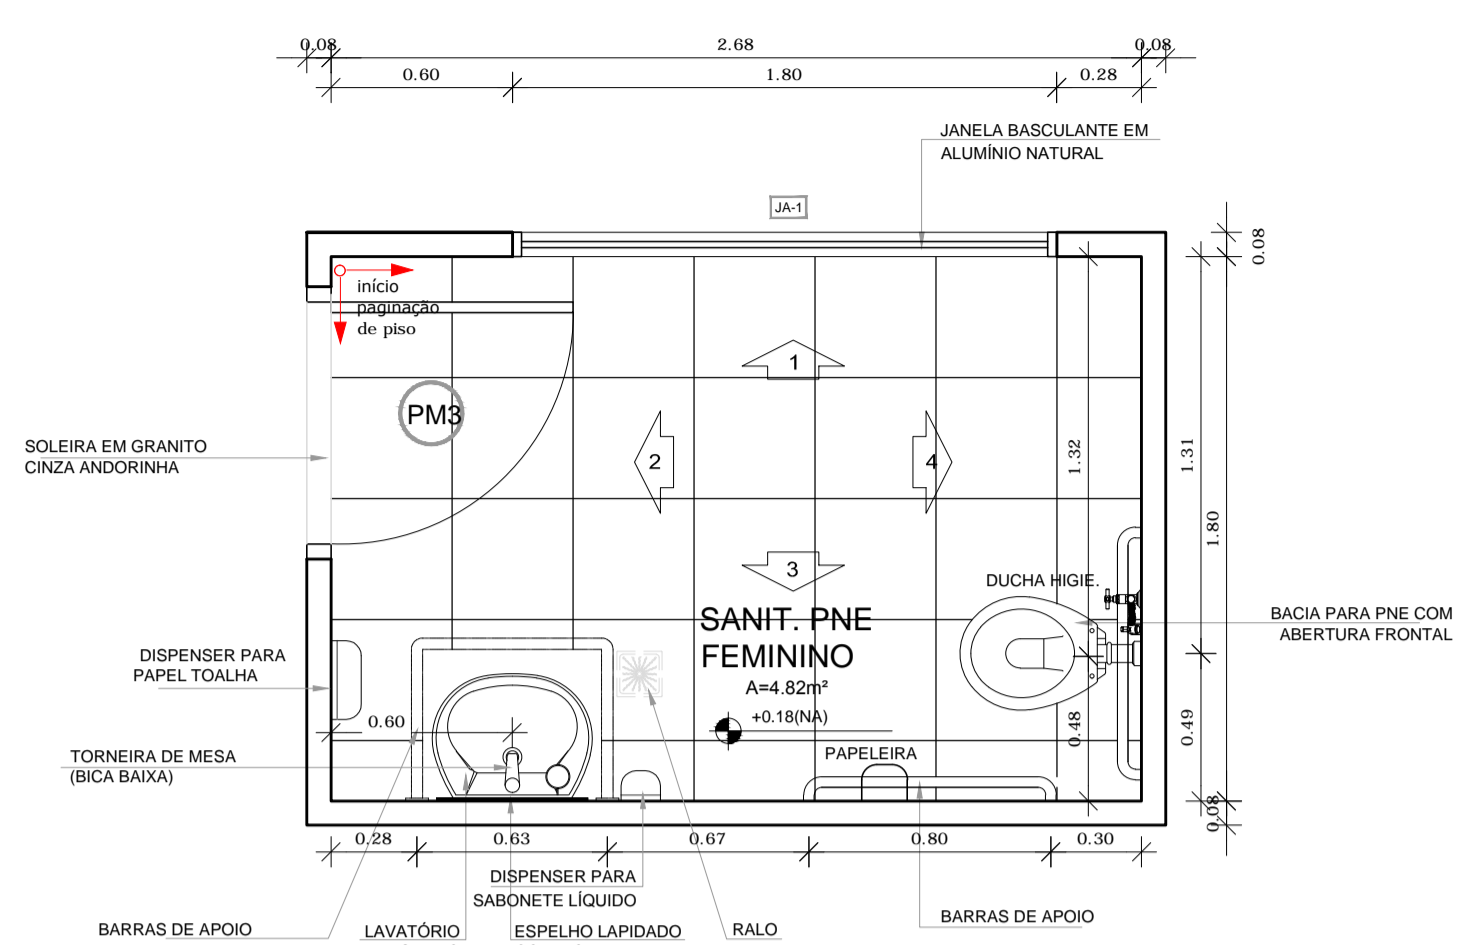 0.08
2.68
0.08
0.60
1.80
0.28
JANELA BASCULANTE EM
ALUMÍNIO NATURAL
JA-1
0.08
início
paginação
de piso
1
PM3
SOLEIRA EM GRANITO
CINZA ANDORINHA
2
4
1.32
1.31
1.80
3
DUCHA HIGIE.
SANIT. PNE
FEMININO
A=4.82m²
+0.18(NA)
BACIA PARA PNE COM
ABERTURA FRONTAL
DISPENSER PARA
PAPEL TOALHA
0.60
0.48
0.49
TORNEIRA DE MESA
(BICA BAIXA)
PAPELEIRA
0.08
0.28
0.63
0.67
0.80
0.30
DISPENSER PARA
SABONETE LÍQUIDO
BARRAS DE APOIO
LAVATÓRIO
ESPELHO LAPIDADO
RALO
BARRAS DE APOIO